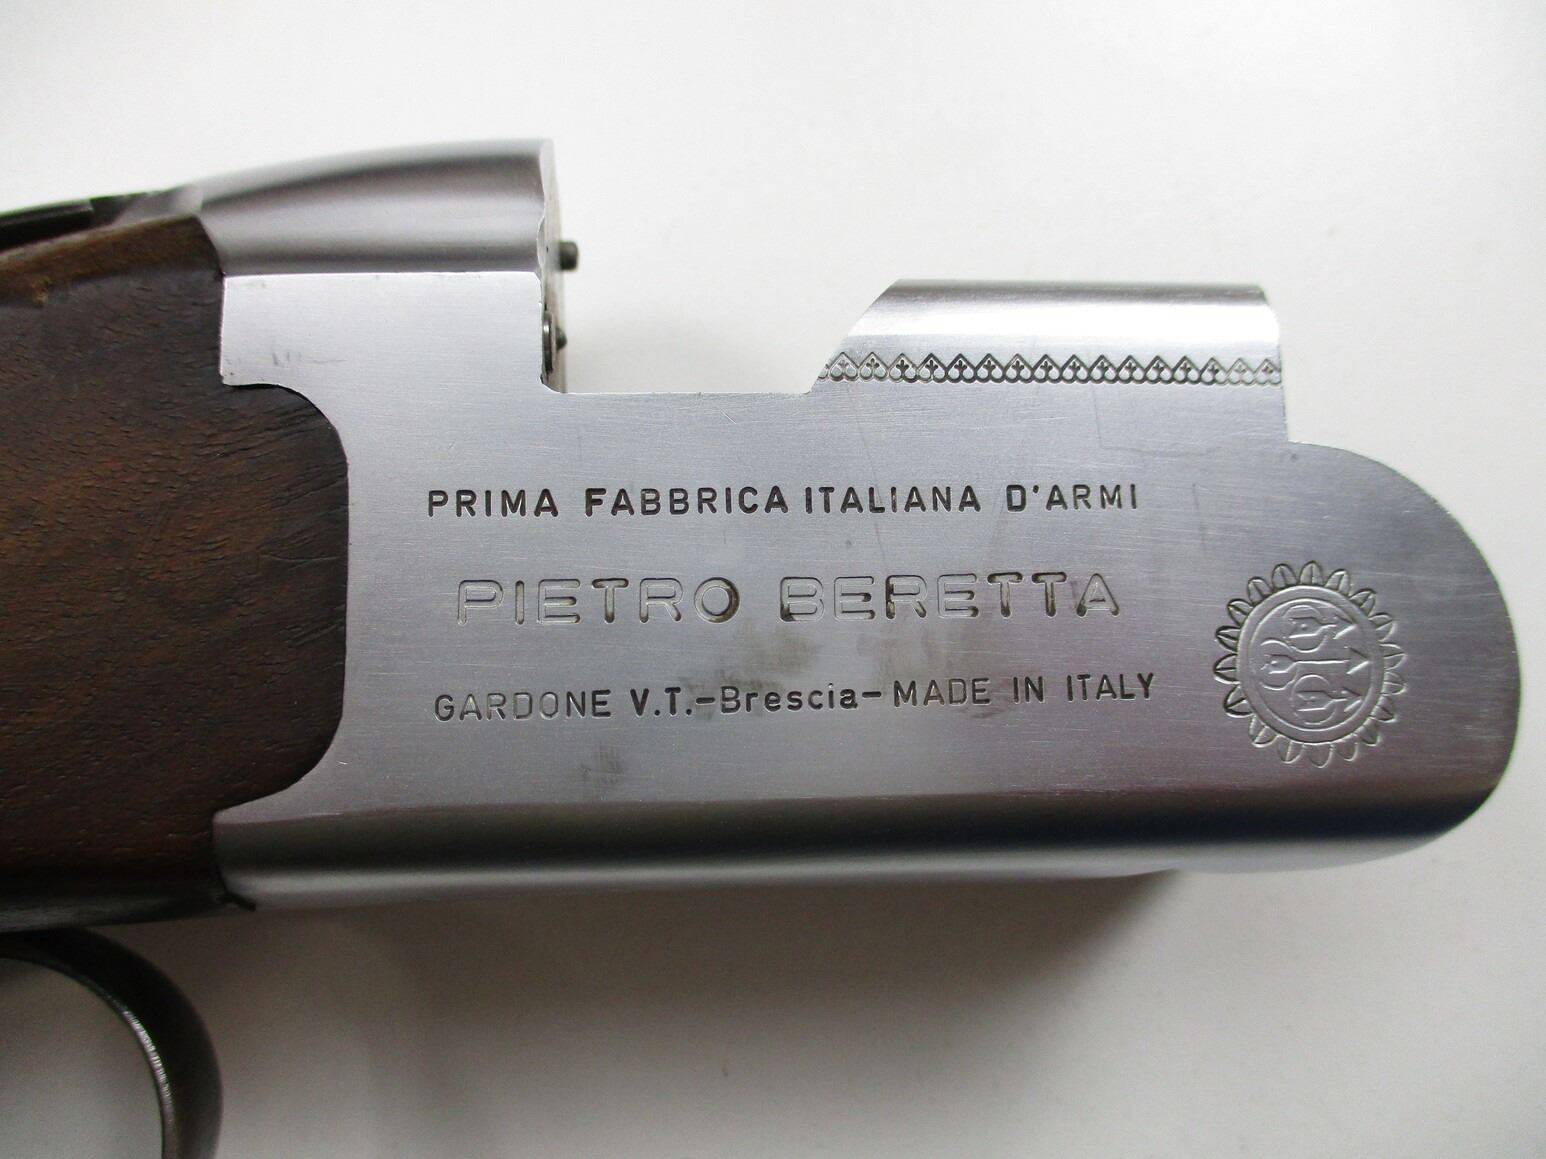 PRIMA FABBRICA ITALIANA D'ARMI
PIETRO BERETTA
GARDONE V.T.-Brescia-MADE IN ITALY